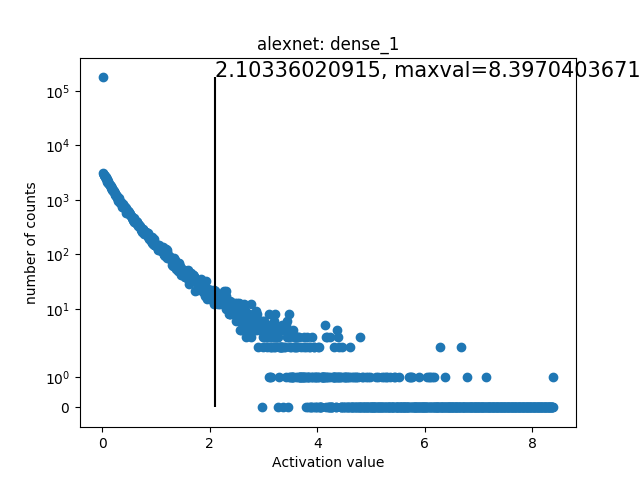 alexnet: dense_1
2.10336020915, maxval=8.3970403671
number of counts
10^5
10^4
10^3
10^2
10^1
10^0
0
0 2 4 6 8
Activation value